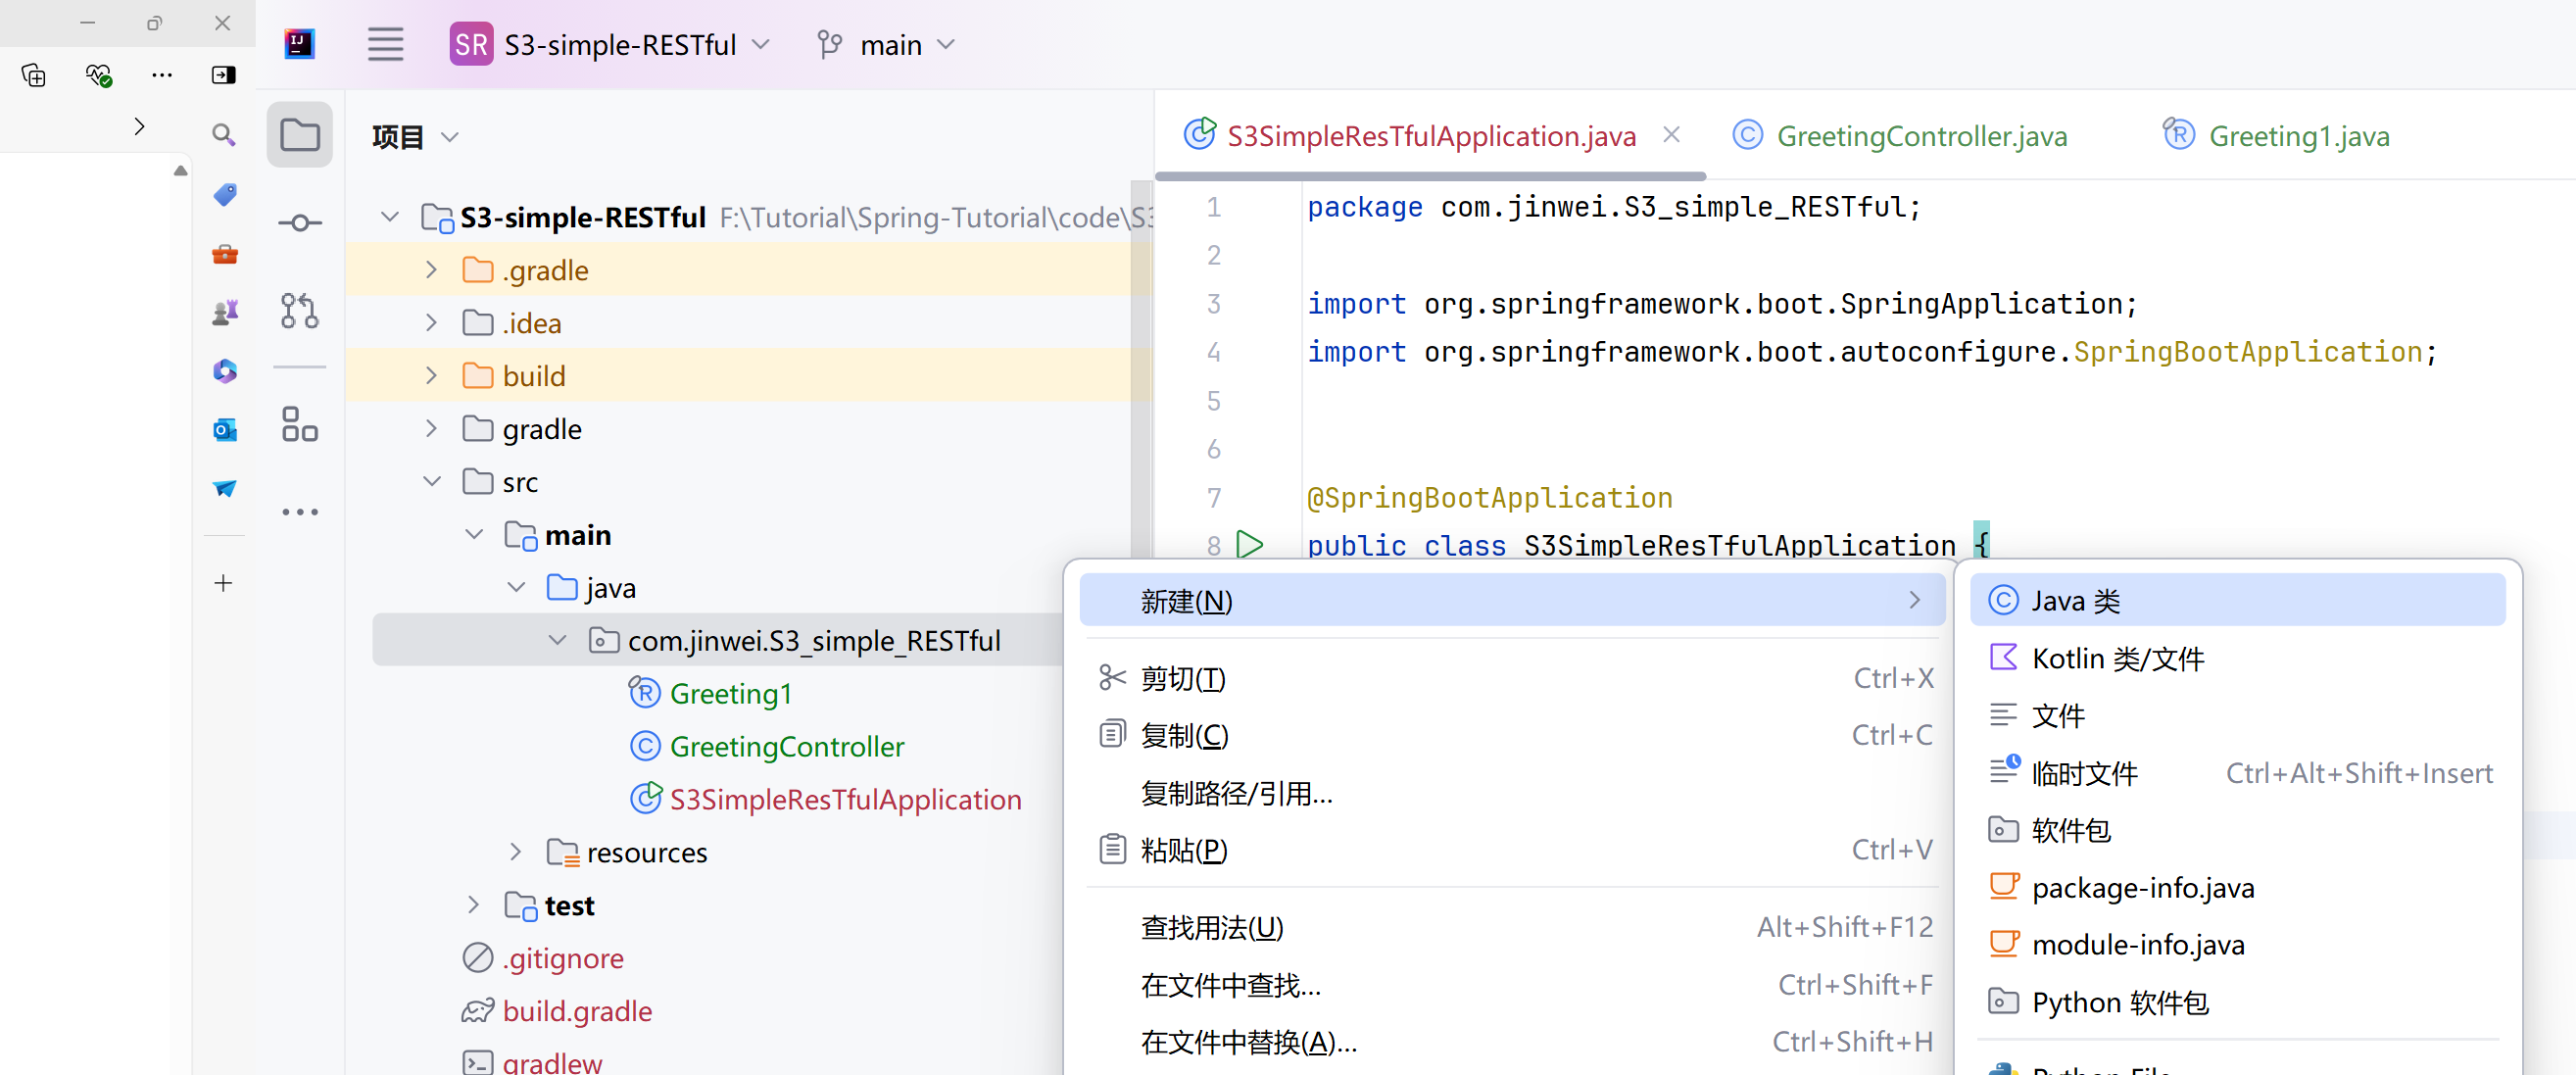 SR S3-simple-RESTful main
项目
S3-simple-RESTful F:\Tutorial\Spring-Tutorial\code\S3
.gradle
.idea
build
gradle
src
main
java
com.jinwei.S3_simple_RESTful
Greeting1
GreetingController
S3SimpleResTfulApplication
resources
test
.gitignore
build.gradle
gradlew
S3SimpleResTfulApplication.java GreetingController.java Greeting1.java
1 package com.jinwei.S3_simple_RESTful;
2
3 import org.springframework.boot.SpringApplication;
4 import org.springframework.boot.autoconfigure.SpringBootApplication;
5
6
7 @SpringBootApplication
8 public class S3SimpleResTfulApplication {
新建(N)
剪切(T) Ctrl+X
复制(C) Ctrl+C
复制路径/引用...
粘贴(P) Ctrl+V
查找用法(U) Alt+Shift+F12
在文件中查找... Ctrl+Shift+F
在文件中替换(A)... Ctrl+Shift+H
Java 类
Kotlin 类/文件
文件
临时文件 Ctrl+Alt+Shift+Insert
软件包
package-info.java
module-info.java
Python 软件包
Python File